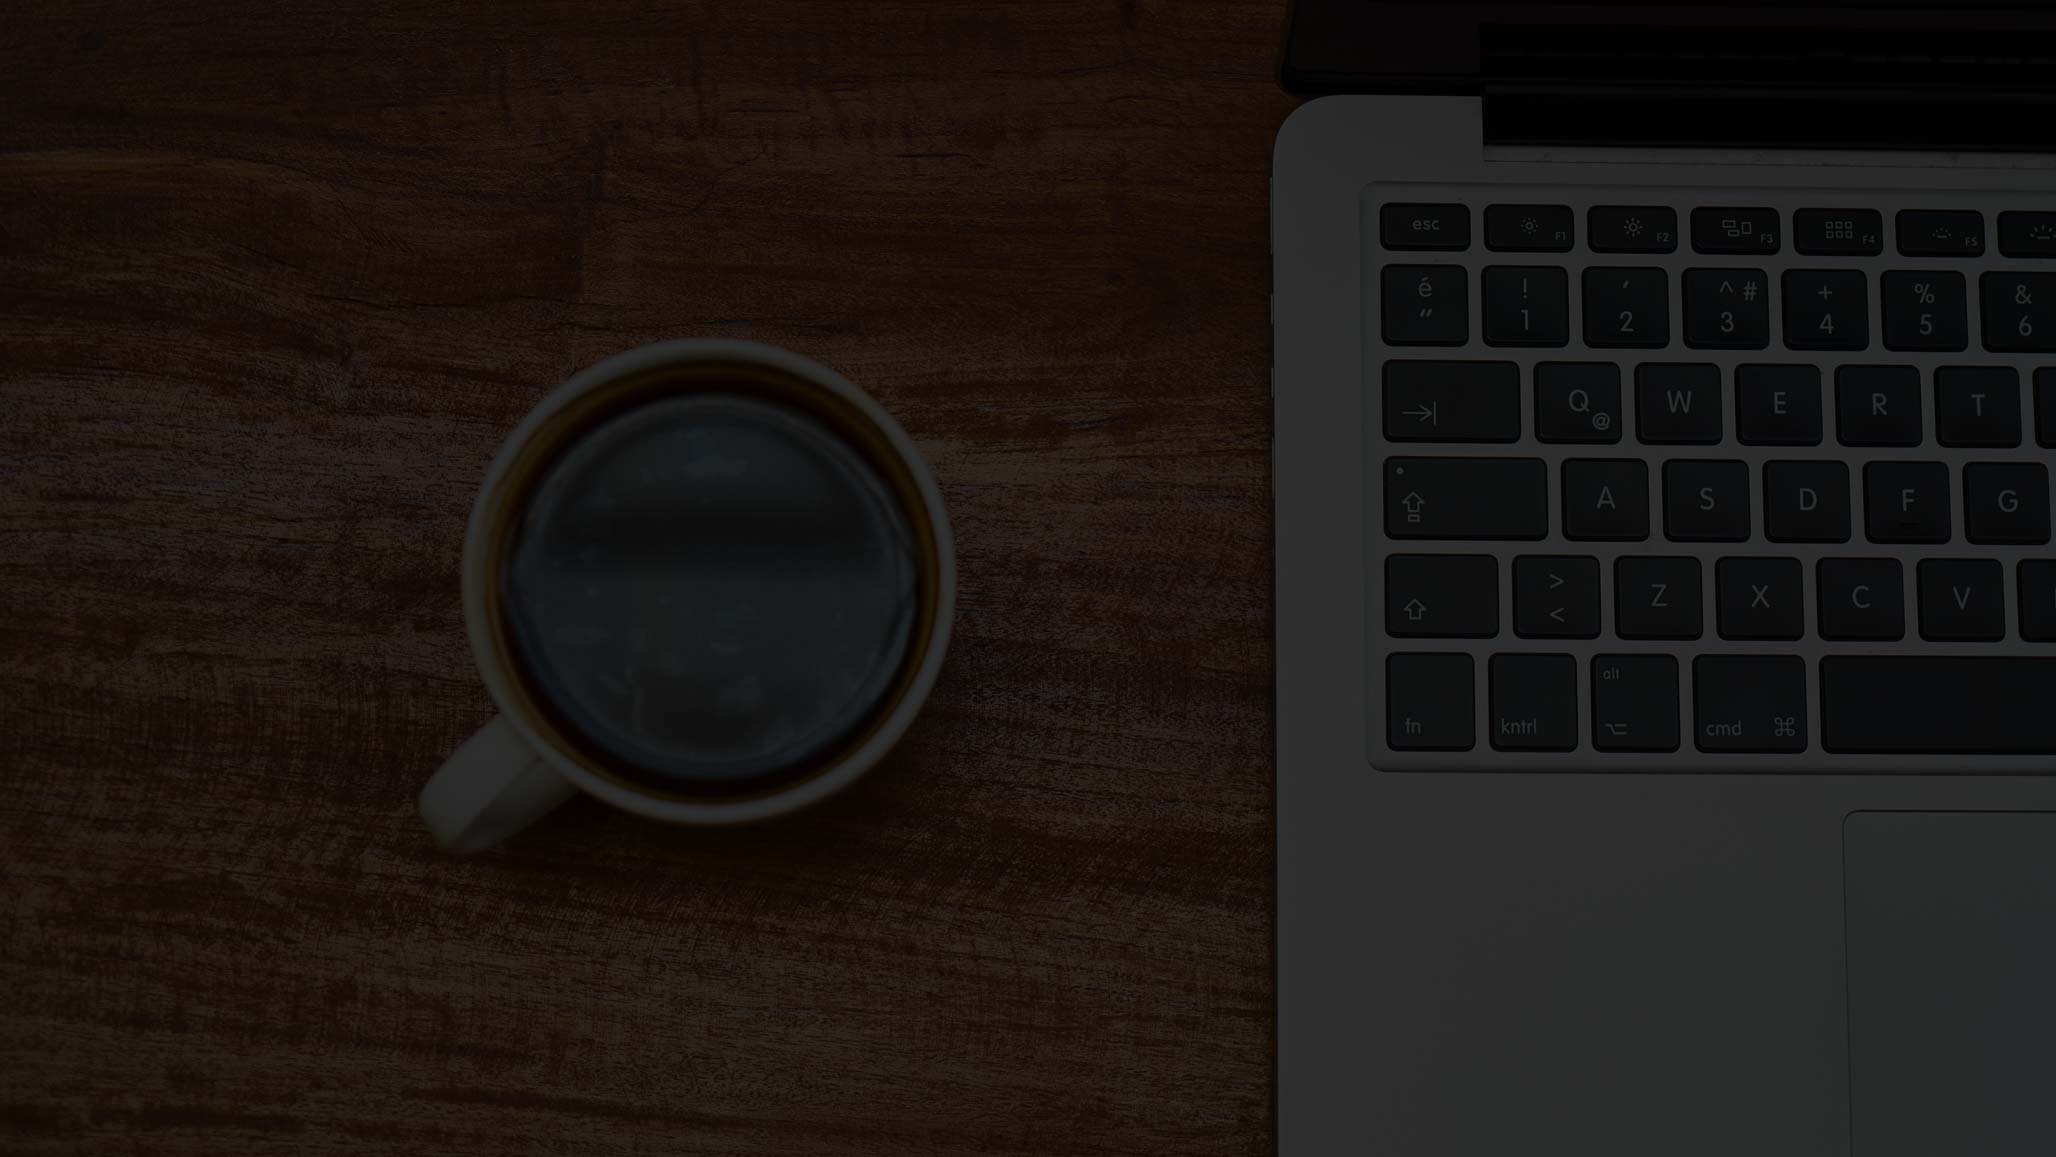 esc F1 F2 F3 F4 F5
é ! ' ^ # + % &
" 1 2 3 4 5 6
Q @ W E R T
A S D F G
> <
Z X C V
alt
fn kntrl cmd ⌘